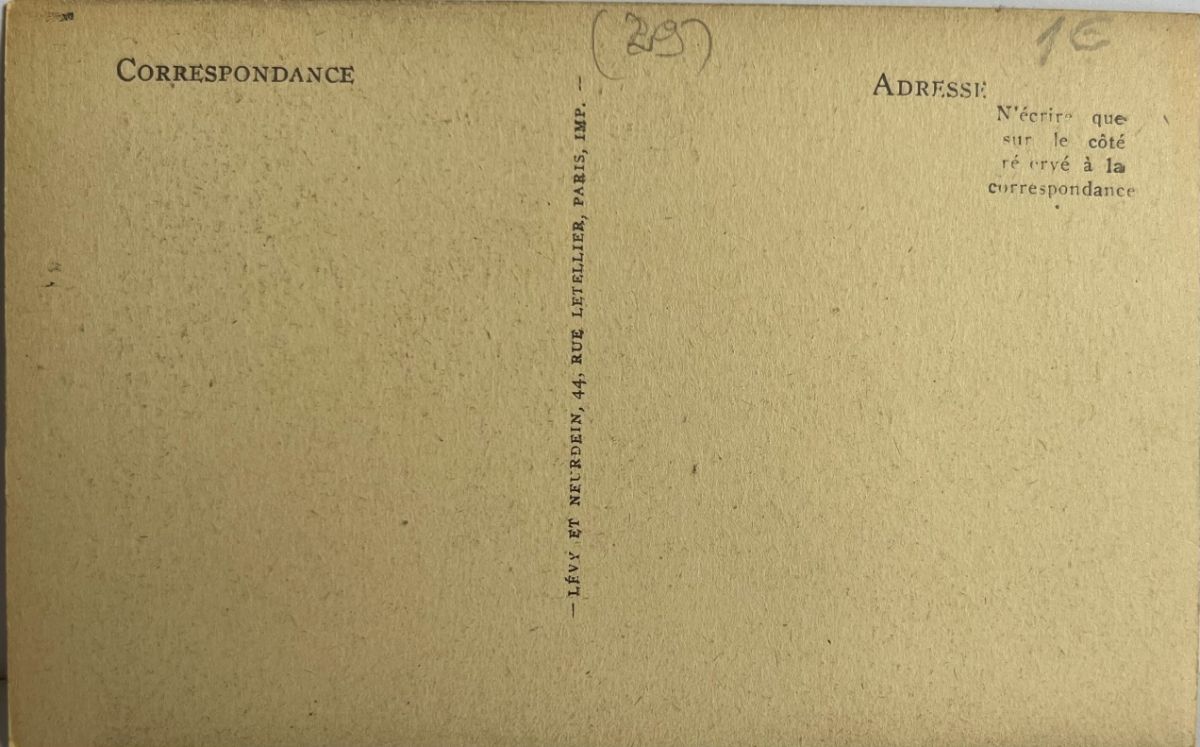 (29)
1€
CORRESPONDANCE
ADRESSE
N'écrire que
sur le côté
réservé à la
correspondance
— LÉVY ET NEURDEIN, 44, RUE LETELLIER, PARIS, IMP. —